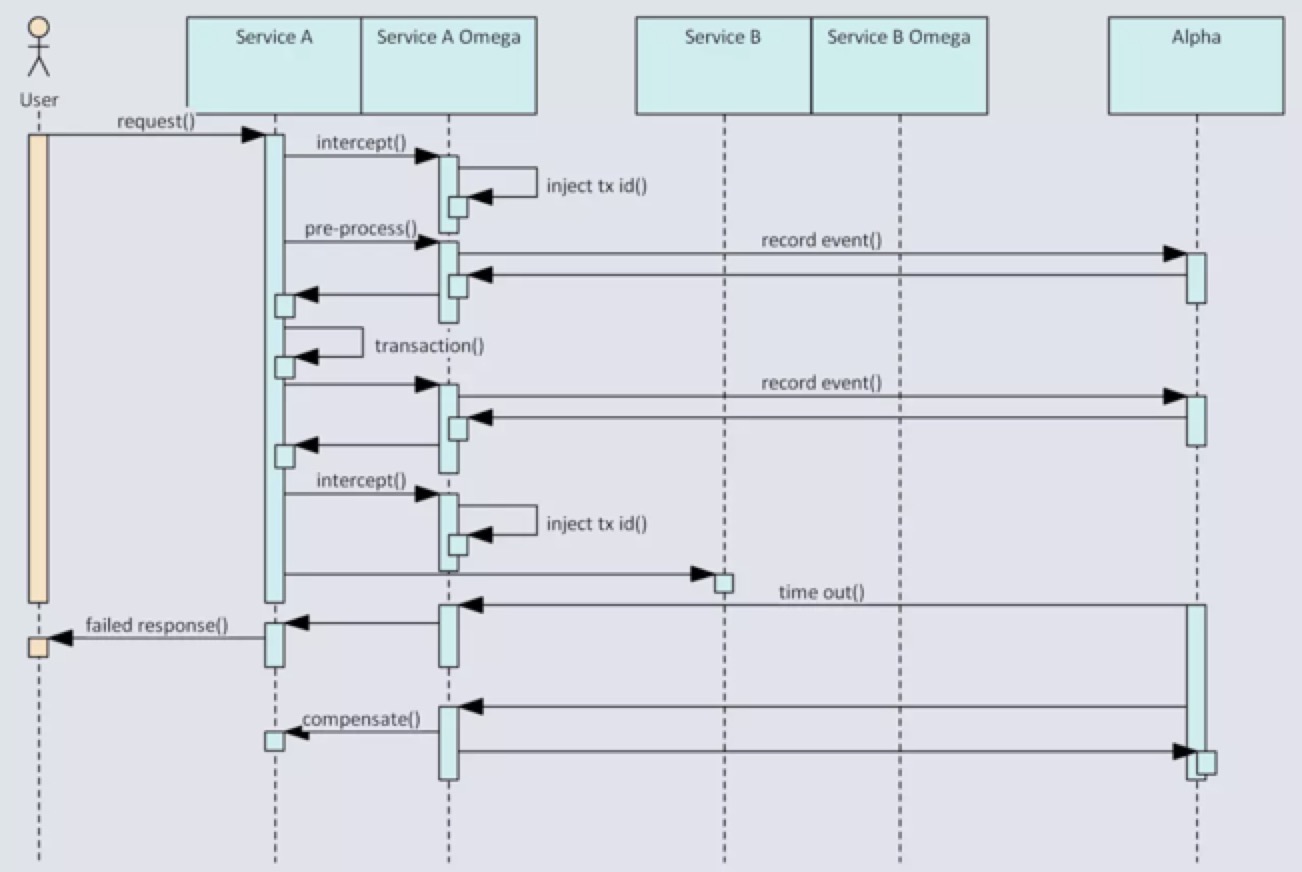 Service A
Service A Omega
Service B
Service B Omega
Alpha
User
request()
intercept()
inject tx id()
pre-process()
record event()
transaction()
record event()
intercept()
inject tx id()
time out()
failed response()
compensate()